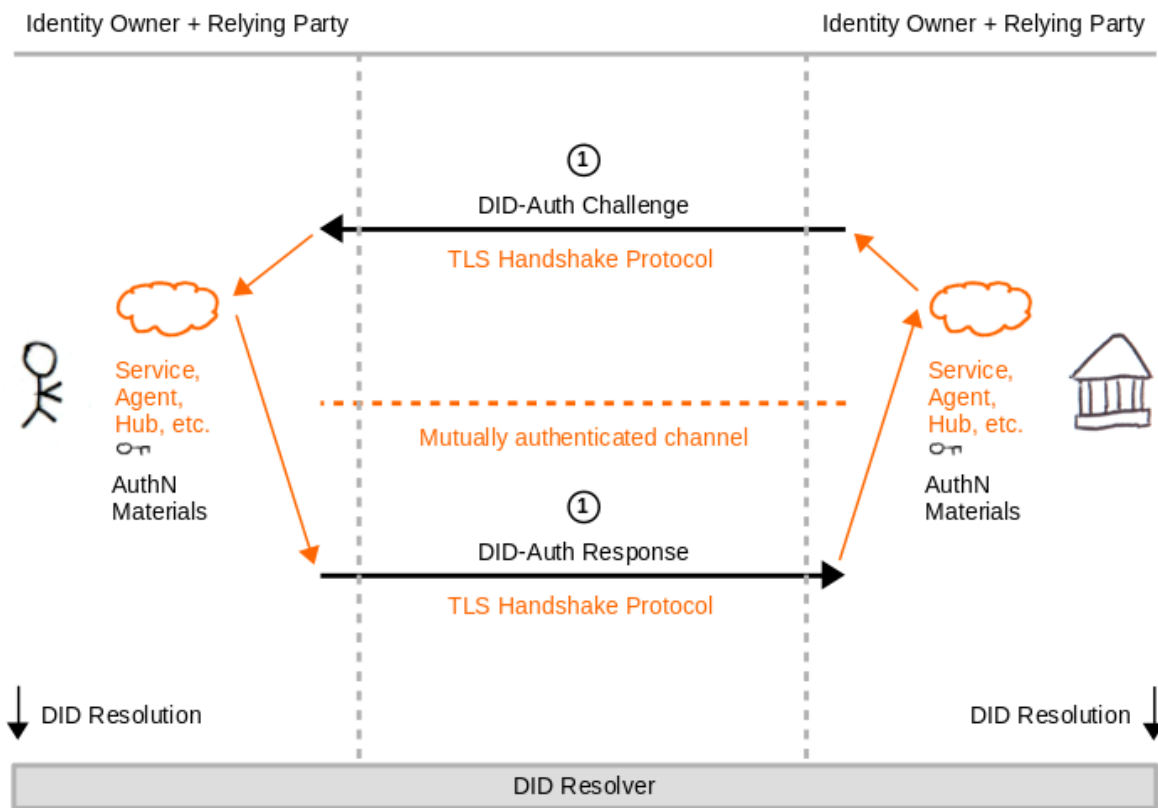 Identity Owner + Relying Party
Identity Owner + Relying Party
1
DID-Auth Challenge
TLS Handshake Protocol
Service,
Agent,
Hub, etc.
AuthN
Materials
Service,
Agent,
Hub, etc.
AuthN
Materials
Mutually authenticated channel
1
DID-Auth Response
TLS Handshake Protocol
DID Resolution
DID Resolution
DID Resolver